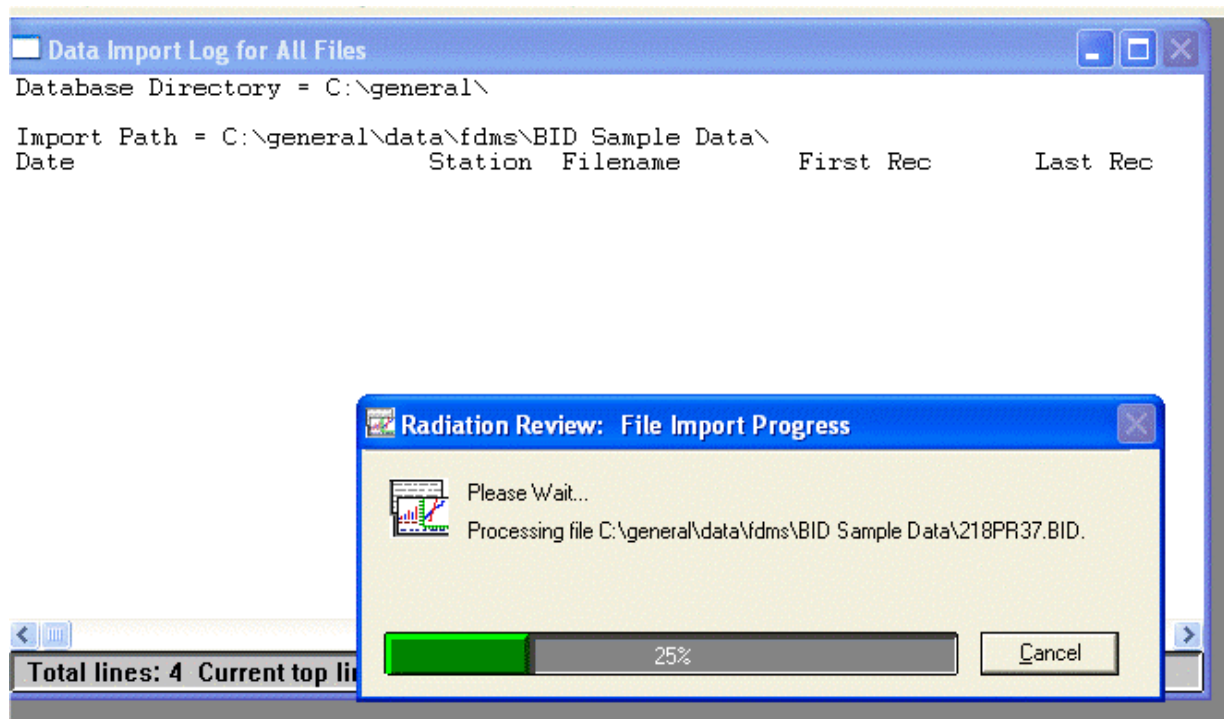 Data Import Log for All Files
Database Directory = C:\general\
Import Path = C:\general\data\fdms\BID Sample Data\
Date Station Filename First Rec Last Rec
Radiation Review: File Import Progress
Please Wait...
Processing file C:\general\data\fdms\BID Sample Data\218PR37.BID.
25%
Cancel
Total lines: 4 Current top